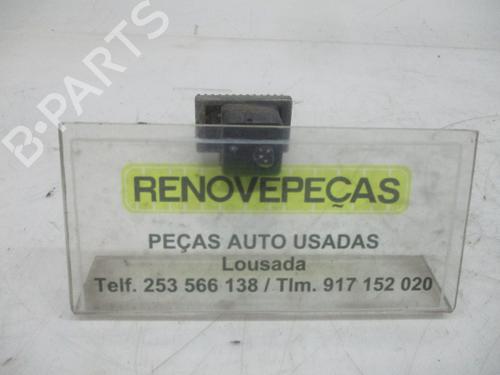 B-PARTS
RENOVEPEÇAS
PEÇAS AUTO USADAS
Lousada
Telf. 253 566 138 / Tlm. 917 152 020